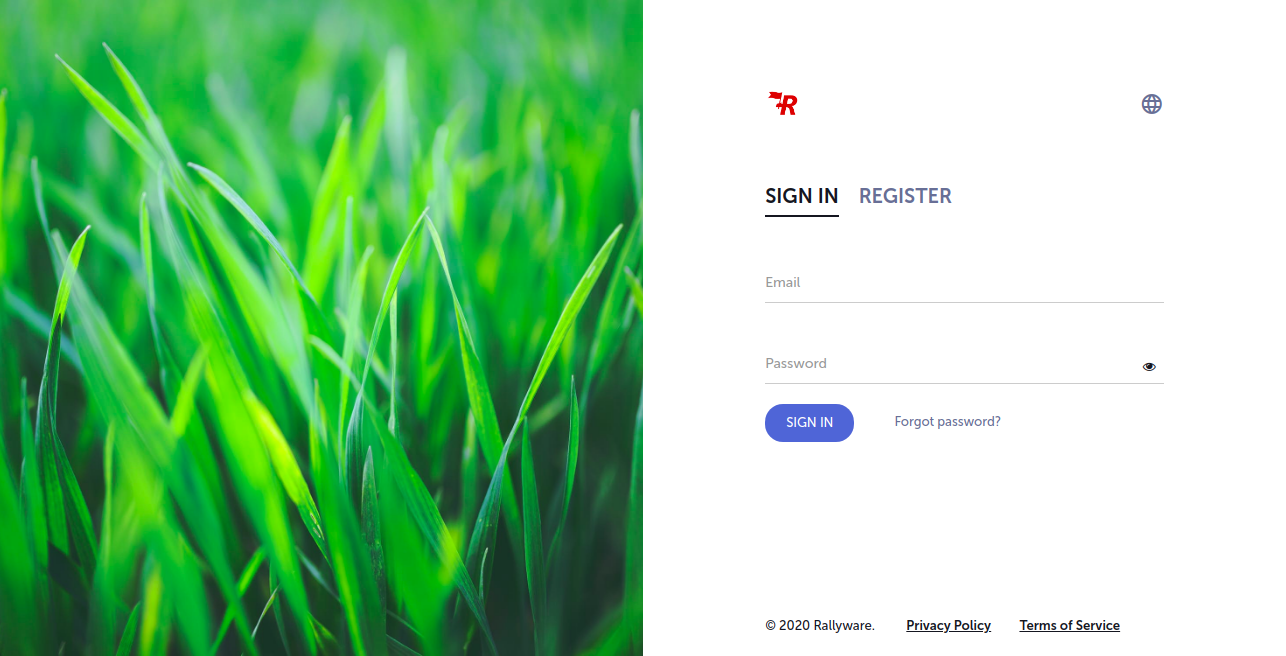 R
SIGN IN REGISTER
Email
Password
SIGN IN Forgot password?
© 2020 Rallyware. Privacy Policy Terms of Service